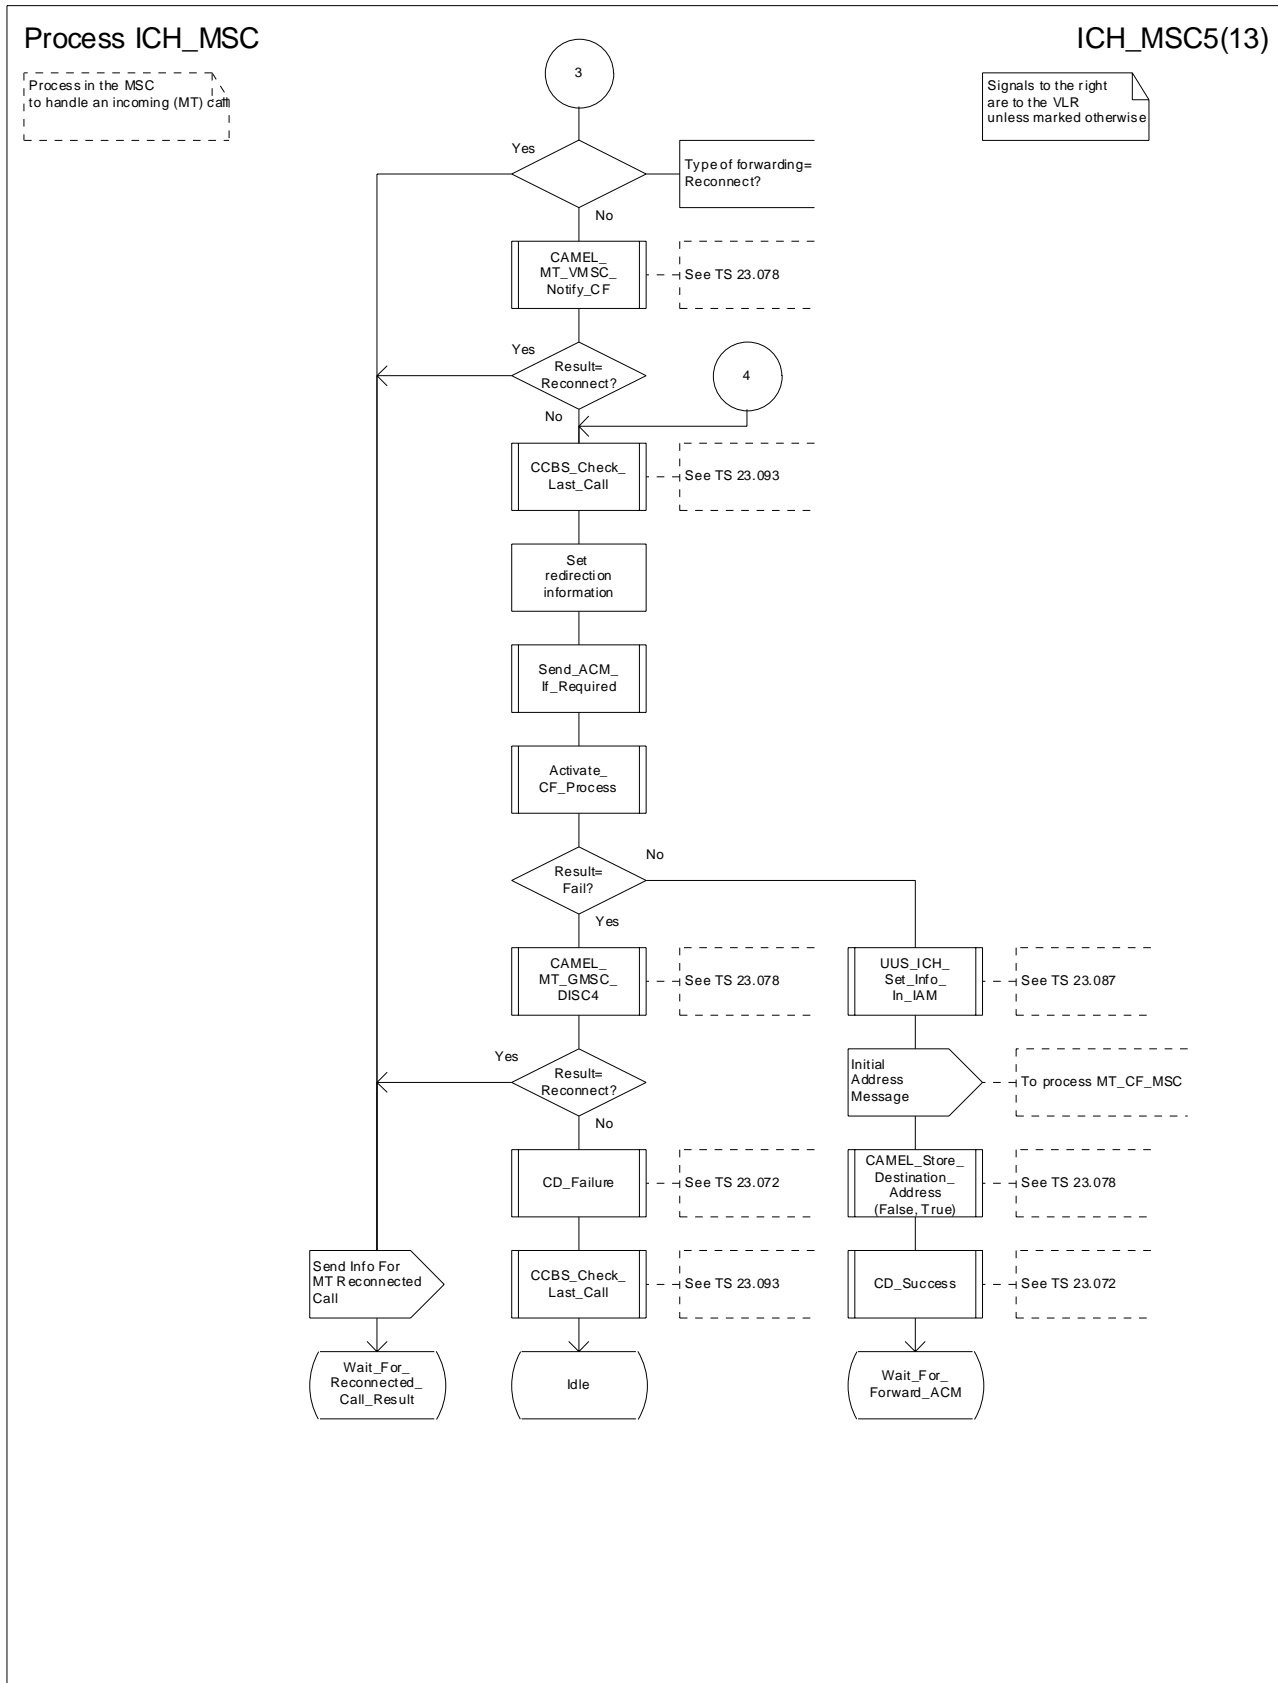 Process ICH_MSC
ICH_MSC5(13)
Process in the MSC
to handle an incoming (MT) call
Signals to the right
are to the VLR
unless marked otherwise
3
Yes
Type of forwarding=
Reconnect?
No
CAMEL_
MT_VMSC_
Notify_CF
See TS 23.078
Yes
Result=
Reconnect?
4
No
CCBS_Check_
Last_Call
See TS 23.093
Set
redirection
information
Send_ACM_
If_Required
Activate_
CF_Process
No
Result=
Fail?
Yes
CAMEL_
MT_GMSC_
DISC4
See TS 23.078
UUS_ICH_
Set_Info_
In_IAM
See TS 23.087
Yes
Result=
Reconnect?
Initial
Address
Message
To process MT_CF_MSC
No
CD_Failure
See TS 23.072
CAMEL_Store_
Destination_
Address
(False, True)
See TS 23.078
Send Info For
MT Reconnected
Call
CCBS_Check_
Last_Call
See TS 23.093
CD_Success
See TS 23.072
Wait_For_
Reconnected_
Call_Result
Idle
Wait_For_
Forward_ACM